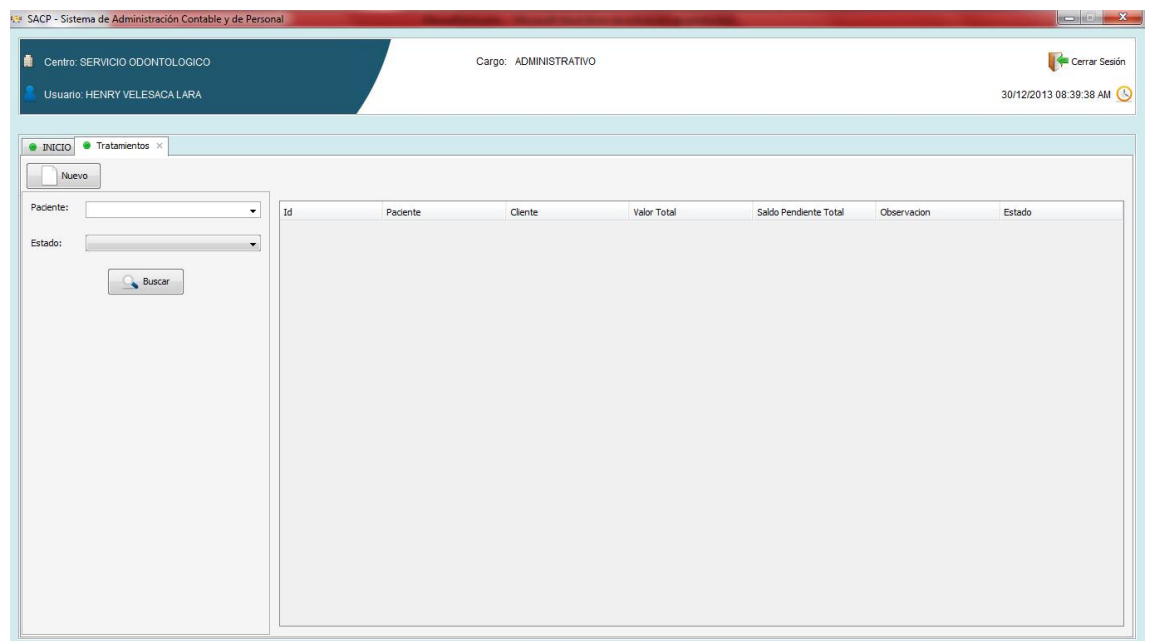 SACP - Sistema de Administración Contable y de Personal
Centro: SERVICIO ODONTOLOGICO
Cargo: ADMINISTRATIVO
Cerrar Sesión
Usuario: HENRY VELESACA LARA
30/12/2013 08:39:38 AM
INICIO
Tratamientos
Nuevo
Paciente:
Estado:
Buscar
Id Paciente Cliente Valor Total Saldo Pendiente Total Observacion Estado